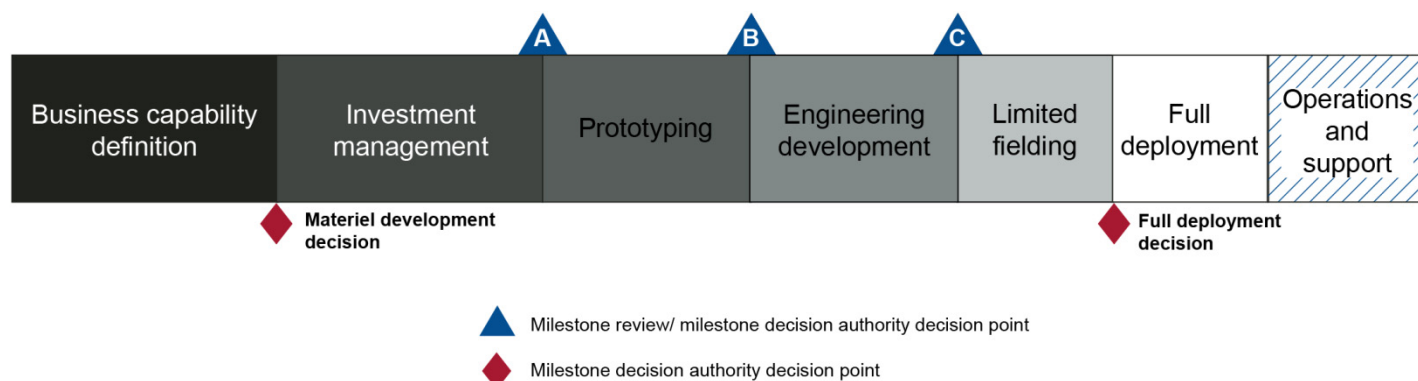 A
B
C
Business capability
definition
Investment
management
Prototyping
Engineering
development
Limited
fielding
Full
deployment
Operations
and
support
Materiel development
decision
Full deployment
decision
Milestone review/ milestone decision authority decision point
Milestone decision authority decision point